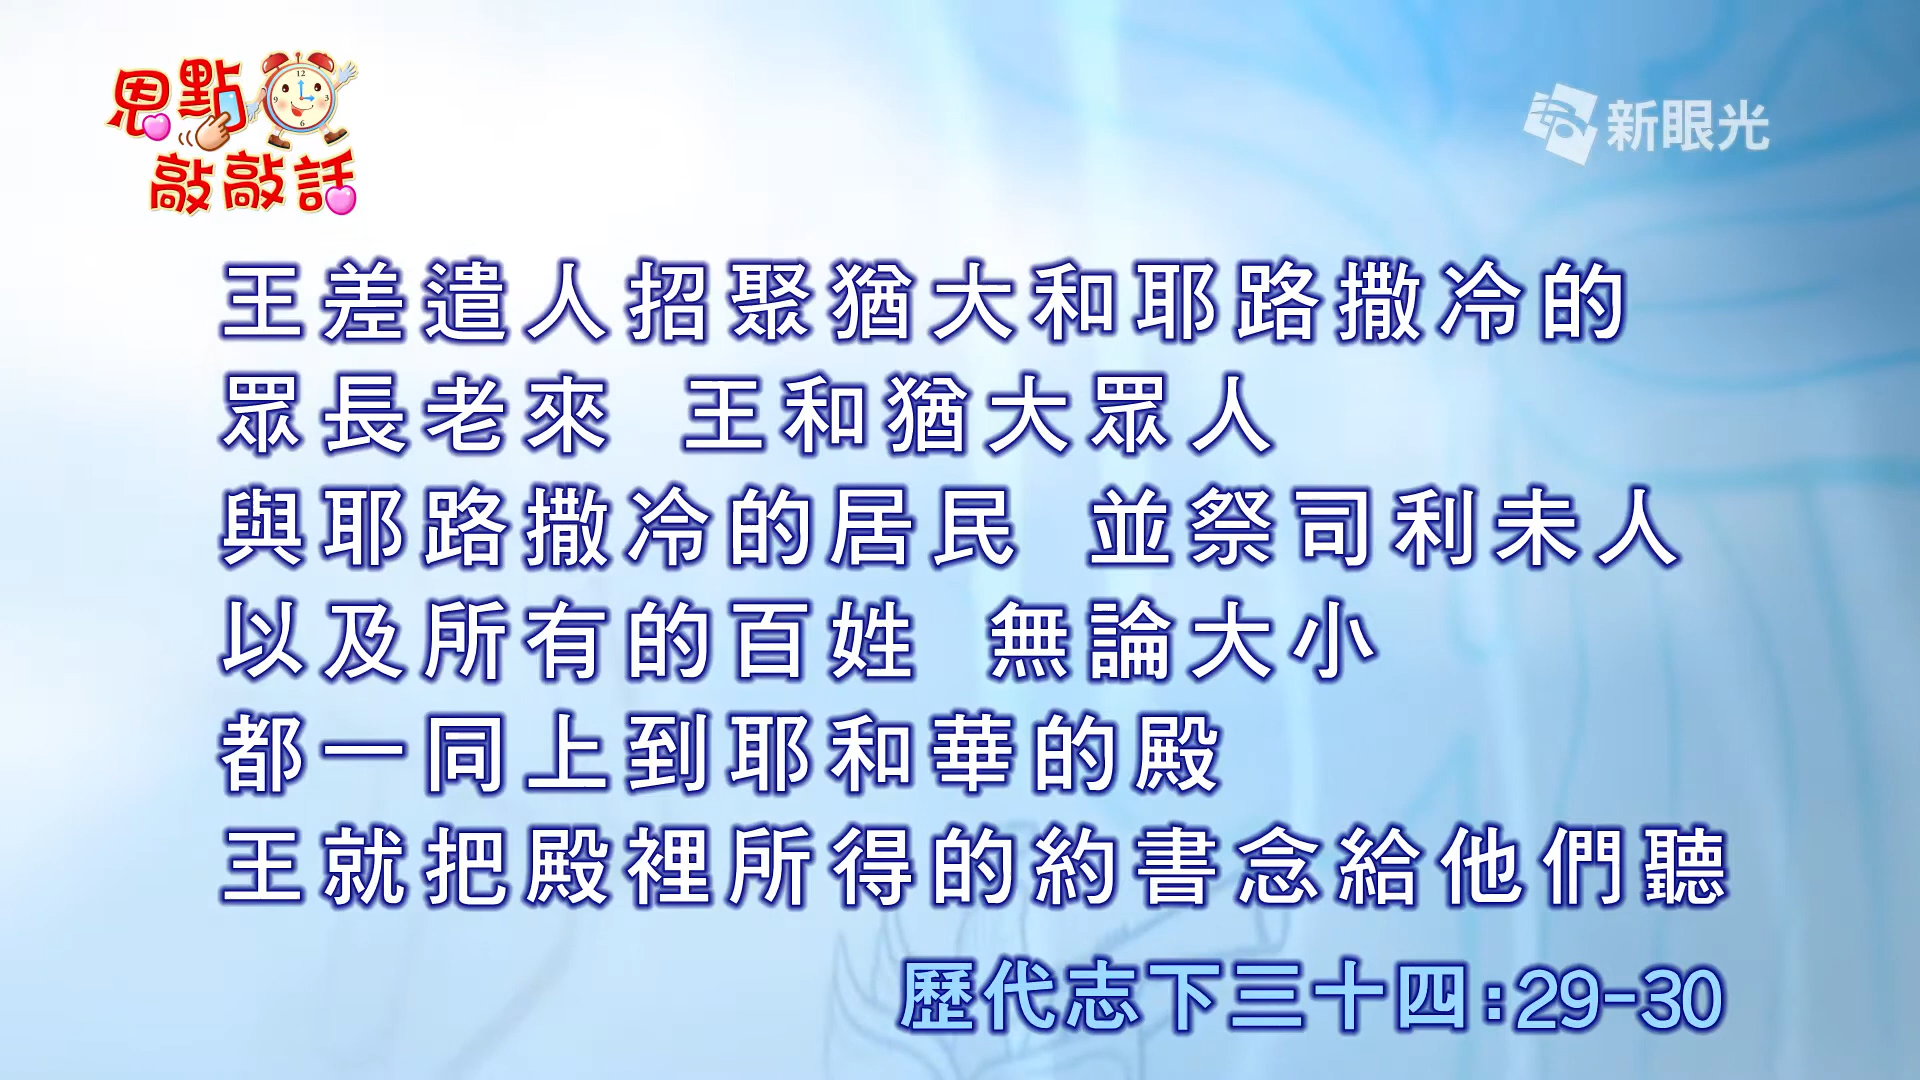 恩點
敲敲話
新眼光
王差遣人招聚猶大和耶路撒冷的
眾長老來 王和猶大眾人
與耶路撒冷的居民 並祭司利未人
以及所有的百姓 無論大小
都一同上到耶和華的殿
王就把殿裡所得的約書念給他們聽
歷代志下三十四:29-30